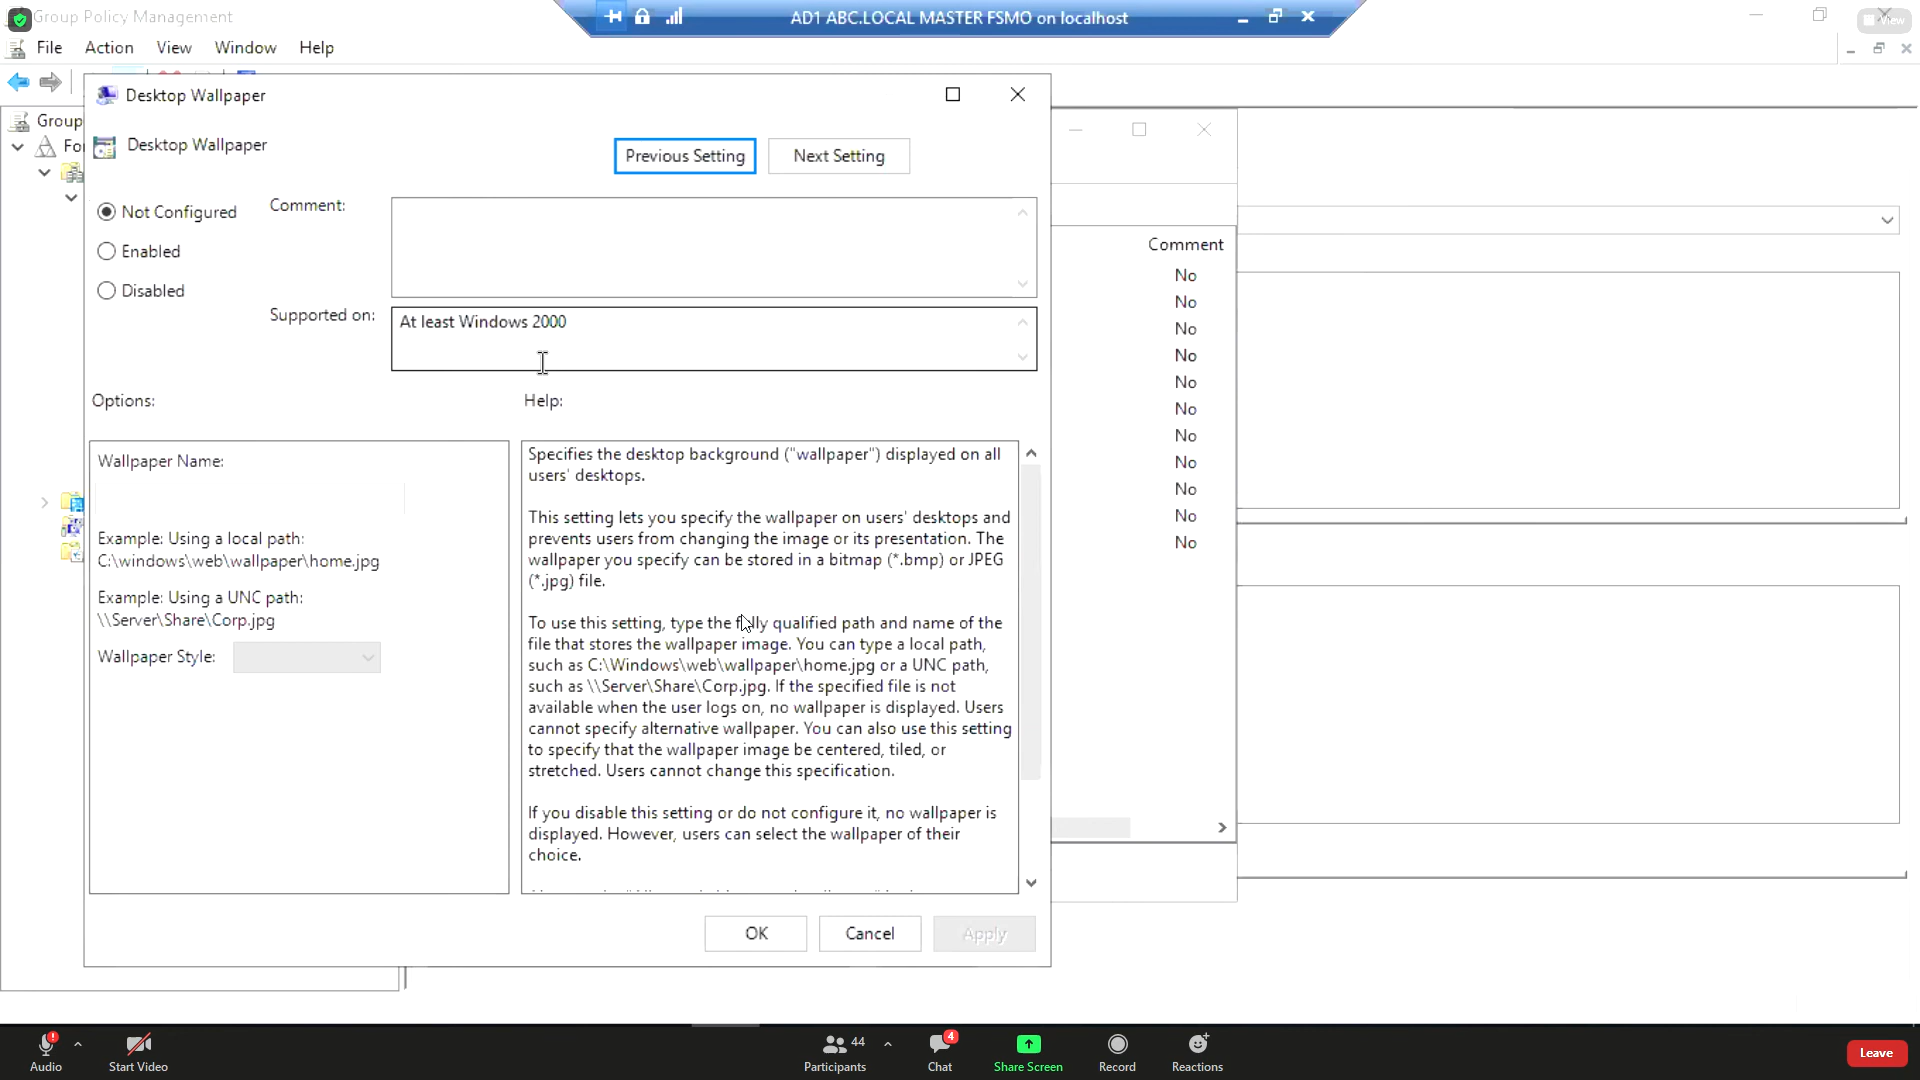 Group Policy Management
AD1 ABC.LOCAL MASTER FSMO on localhost
View
File Action View Window Help
Desktop Wallpaper
Group
For
Desktop Wallpaper
Previous Setting
Next Setting
Not Configured
Enabled
Disabled
Comment:
Supported on:
At least Windows 2000
Options:
Help:
Wallpaper Name:
Example: Using a local path:
C:\windows\web\wallpaper\home.jpg
Example: Using a UNC path:
\\Server\Share\Corp.jpg
Wallpaper Style:
Specifies the desktop background ("wallpaper") displayed on all
users' desktops.
This setting lets you specify the wallpaper on users' desktops and
prevents users from changing the image or its presentation. The
wallpaper you specify can be stored in a bitmap (*.bmp) or JPEG
(*.jpg) file.
To use this setting, type the fully qualified path and name of the
file that stores the wallpaper image. You can type a local path,
such as C:\Windows\web\wallpaper\home.jpg or a UNC path,
such as \\Server\Share\Corp.jpg. If the specified file is not
available when the user logs on, no wallpaper is displayed. Users
cannot specify alternative wallpaper. You can also use this setting
to specify that the wallpaper image be centered, tiled, or
stretched. Users cannot change this specification.
If you disable this setting or do not configure it, no wallpaper is
displayed. However, users can select the wallpaper of their
choice.
OK
Cancel
Apply
Comment
No
No
No
No
No
No
No
No
No
No
No
Audio
Start Video
44
Participants
4
Chat
Share Screen
Record
Reactions
Leave